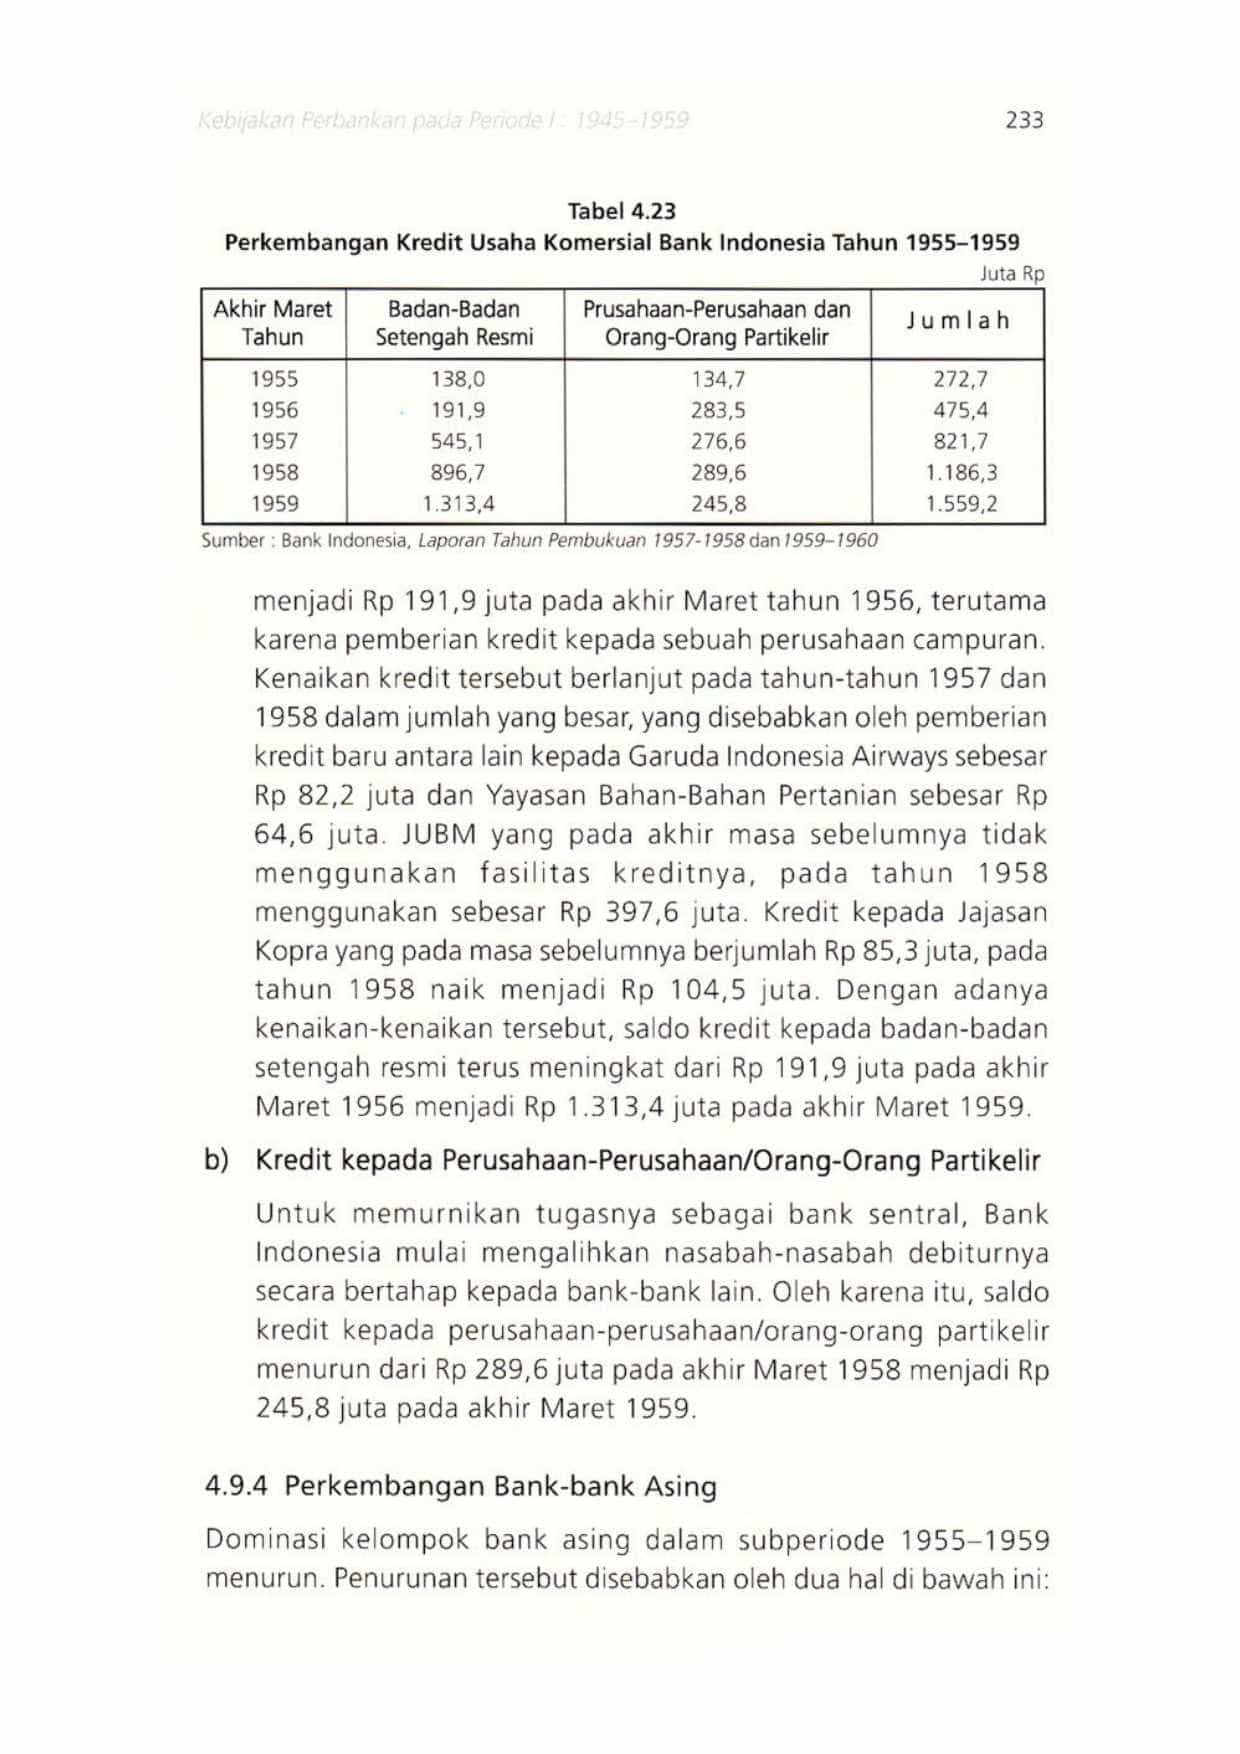 Kebijakan Perbankan pada Periode I : 1945–1959 233
Tabel 4.23
Perkembangan Kredit Usaha Komersial Bank Indonesia Tahun 1955–1959
Juta Rp
Akhir Maret Tahun Badan-Badan Setengah Resmi Prusahaan-Perusahaan dan Orang-Orang Partikelir Jumlah
1955 138,0 134,7 272,7
1956 191,9 283,5 475,4
1957 545,1 276,6 821,7
1958 896,7 289,6 1.186,3
1959 1.313,4 245,8 1.559,2
Sumber : Bank Indonesia, Laporan Tahun Pembukuan 1957-1958 dan 1959–1960
menjadi Rp 191,9 juta pada akhir Maret tahun 1956, terutama
karena pemberian kredit kepada sebuah perusahaan campuran.
Kenaikan kredit tersebut berlanjut pada tahun-tahun 1957 dan
1958 dalam jumlah yang besar, yang disebabkan oleh pemberian
kredit baru antara lain kepada Garuda Indonesia Airways sebesar
Rp 82,2 juta dan Yayasan Bahan-Bahan Pertanian sebesar Rp
64,6 juta. JUBM yang pada akhir masa sebelumnya tidak
menggunakan fasilitas kreditnya, pada tahun 1958
menggunakan sebesar Rp 397,6 juta. Kredit kepada Jajasan
Kopra yang pada masa sebelumnya berjumlah Rp 85,3 juta, pada
tahun 1958 naik menjadi Rp 104,5 juta. Dengan adanya
kenaikan-kenaikan tersebut, saldo kredit kepada badan-badan
setengah resmi terus meningkat dari Rp 191,9 juta pada akhir
Maret 1956 menjadi Rp 1.313,4 juta pada akhir Maret 1959.
b) Kredit kepada Perusahaan-Perusahaan/Orang-Orang Partikelir
Untuk memurnikan tugasnya sebagai bank sentral, Bank
Indonesia mulai mengalihkan nasabah-nasabah debiturnya
secara bertahap kepada bank-bank lain. Oleh karena itu, saldo
kredit kepada perusahaan-perusahaan/orang-orang partikelir
menurun dari Rp 289,6 juta pada akhir Maret 1958 menjadi Rp
245,8 juta pada akhir Maret 1959.
4.9.4 Perkembangan Bank-bank Asing
Dominasi kelompok bank asing dalam subperiode 1955–1959
menurun. Penurunan tersebut disebabkan oleh dua hal di bawah ini: